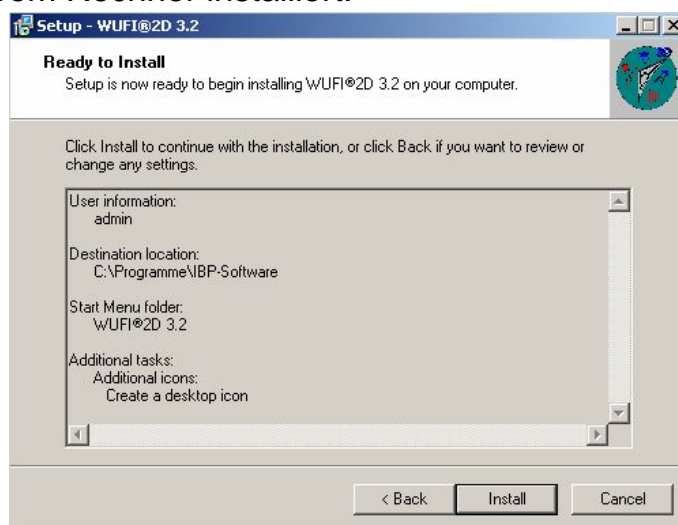 Rechner installiert.
Setup - WUFI®2D 3.2
Ready to Install
Setup is now ready to begin installing WUFI®2D 3.2 on your computer.
Click Install to continue with the installation, or click Back if you want to review or
change any settings.
User information:
admin
Destination location:
C:\Programme\IBP-Software
Start Menu folder:
WUFI®2D 3.2
Additional tasks:
Additional icons:
Create a desktop icon
< Back
Install
Cancel